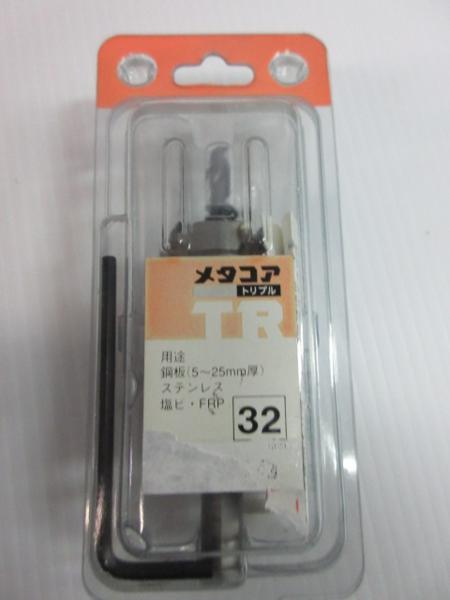 メタコア
トリプル
TR
用途
鋼板(5〜25mm厚)
ステンレス
塩ビ・FRP
32